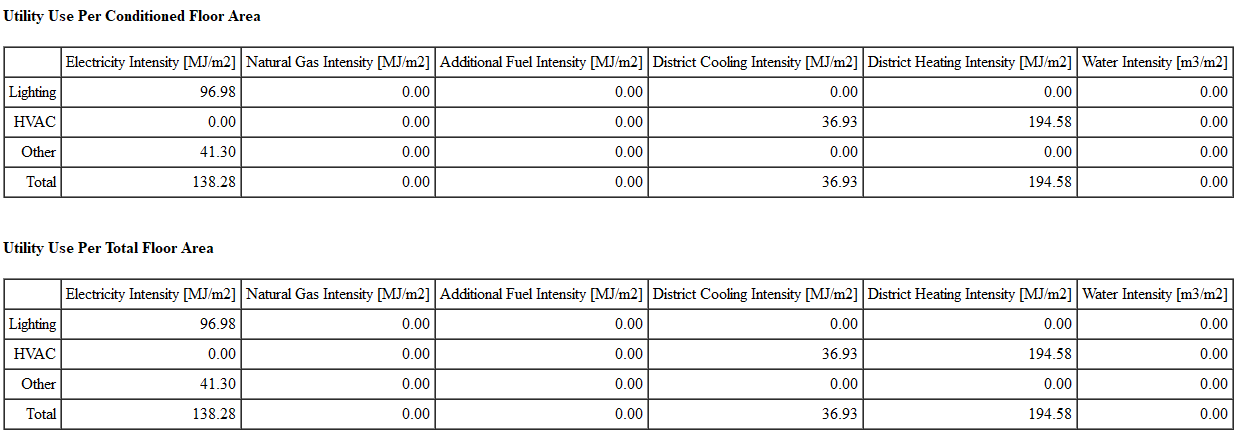 Utility Use Per Conditioned Floor Area
Electricity Intensity [MJ/m2] Natural Gas Intensity [MJ/m2] Additional Fuel Intensity [MJ/m2] District Cooling Intensity [MJ/m2] District Heating Intensity [MJ/m2] Water Intensity [m3/m2]
Lighting 96.98 0.00 0.00 0.00 0.00 0.00
HVAC 0.00 0.00 0.00 36.93 194.58 0.00
Other 41.30 0.00 0.00 0.00 0.00 0.00
Total 138.28 0.00 0.00 36.93 194.58 0.00
Utility Use Per Total Floor Area
Electricity Intensity [MJ/m2] Natural Gas Intensity [MJ/m2] Additional Fuel Intensity [MJ/m2] District Cooling Intensity [MJ/m2] District Heating Intensity [MJ/m2] Water Intensity [m3/m2]
Lighting 96.98 0.00 0.00 0.00 0.00 0.00
HVAC 0.00 0.00 0.00 36.93 194.58 0.00
Other 41.30 0.00 0.00 0.00 0.00 0.00
Total 138.28 0.00 0.00 36.93 194.58 0.00